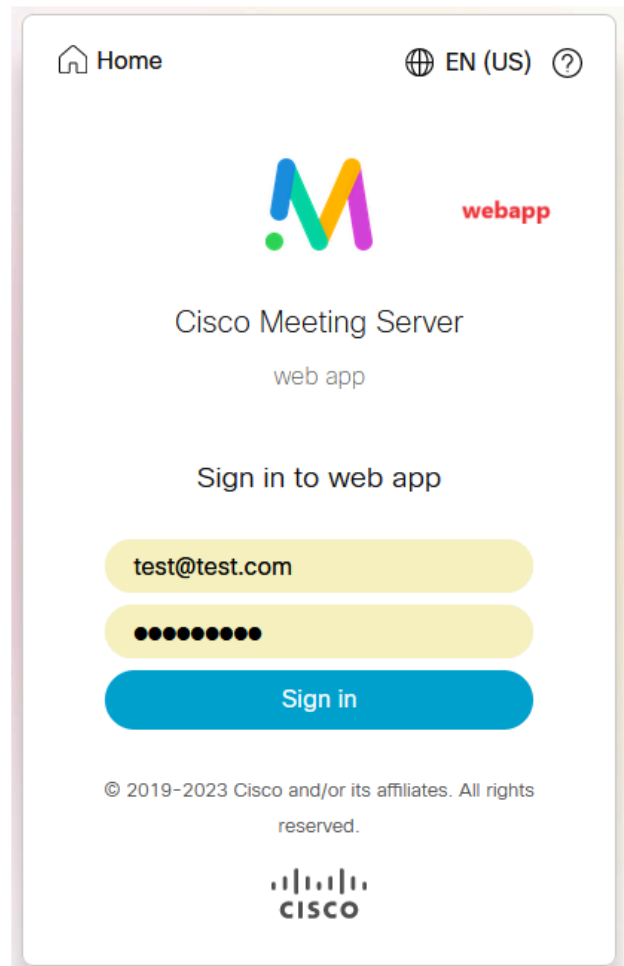 Home
EN (US)
webapp
Cisco Meeting Server
web app
Sign in to web app
test@test.com
●●●●●●●●●
Sign in
© 2019-2023 Cisco and/or its affiliates. All rights
reserved.
CISCO